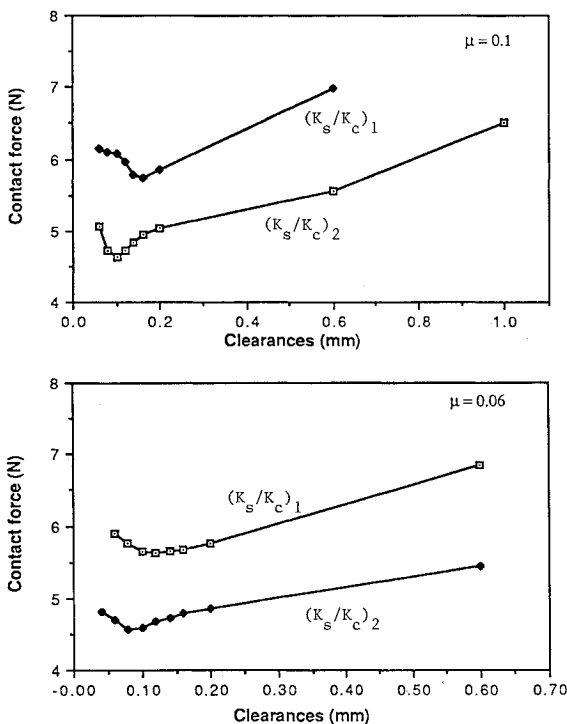 8
μ = 0.1
7
(Ks/Kc)1
6
(Ks/Kc)2
5
4
Contact force (N)
0.0 0.2 0.4 0.6 0.8 1.0
Clearances (mm)
8
μ = 0.06
7
(Ks/Kc)1
6
5
(Ks/Kc)2
4
Contact force (N)
-0.00 0.10 0.20 0.30 0.40 0.50 0.60 0.70
Clearances (mm)